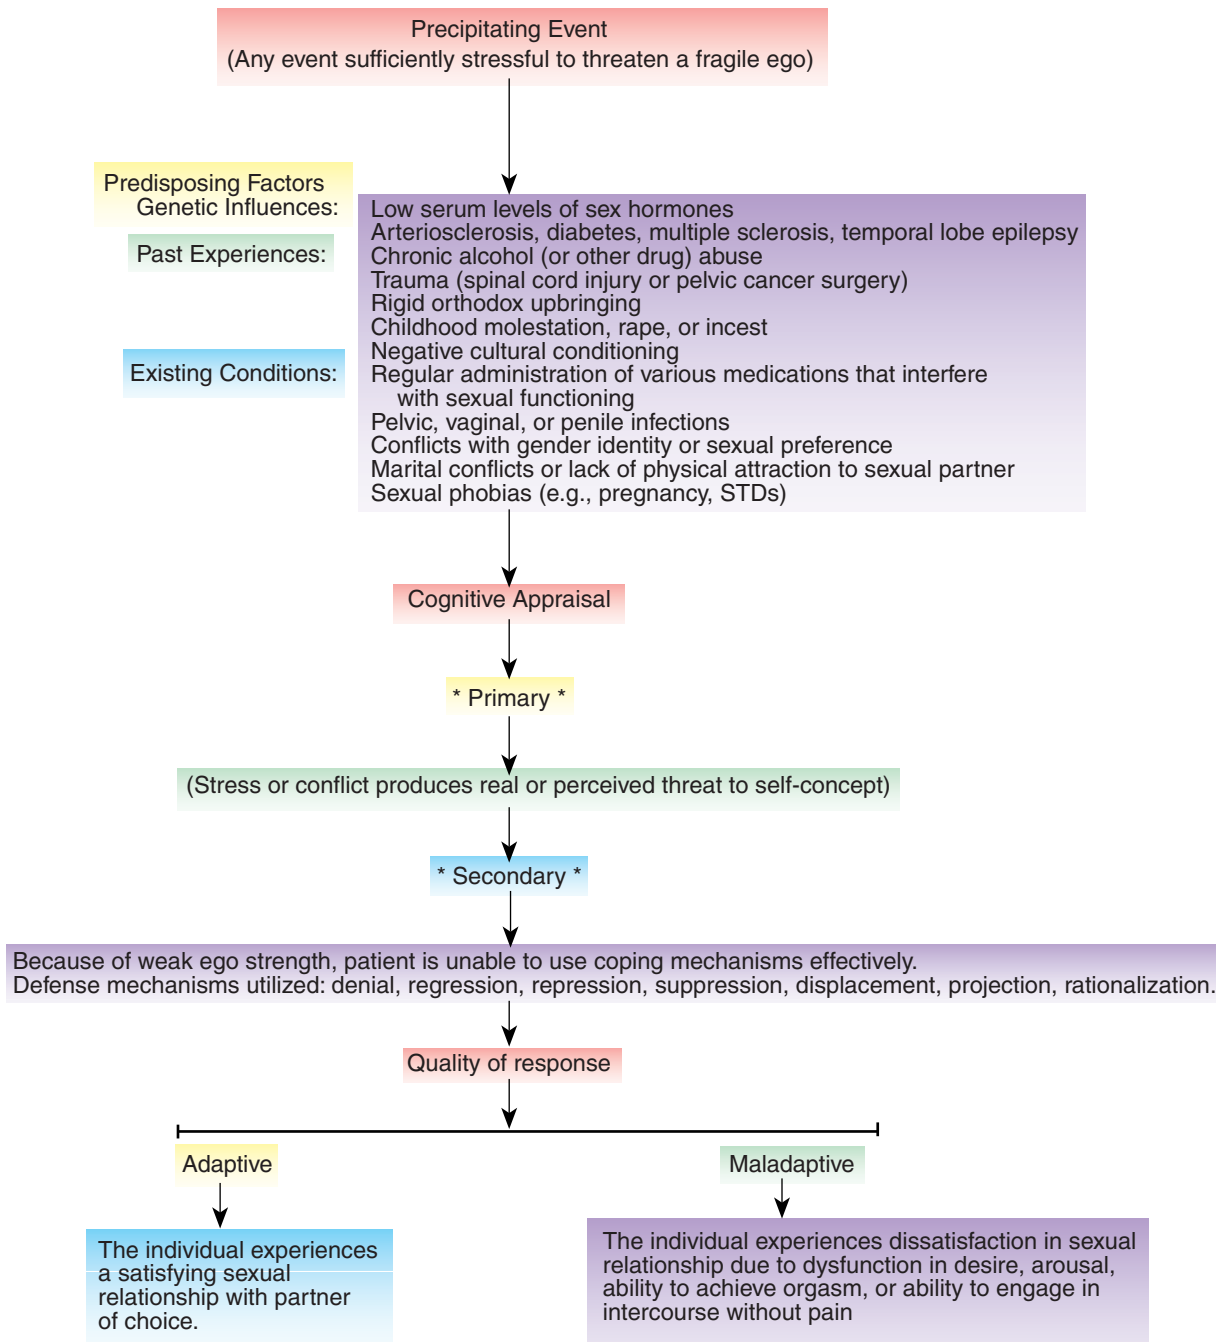 Precipitating Event
(Any event sufficiently stressful to threaten a fragile ego)
Predisposing Factors
Genetic Influences:
Low serum levels of sex hormones
Arteriosclerosis, diabetes, multiple sclerosis, temporal lobe epilepsy
Past Experiences:
Chronic alcohol (or other drug) abuse
Trauma (spinal cord injury or pelvic cancer surgery)
Rigid orthodox upbringing
Childhood molestation, rape, or incest
Negative cultural conditioning
Existing Conditions:
Regular administration of various medications that interfere
with sexual functioning
Pelvic, vaginal, or penile infections
Conflicts with gender identity or sexual preference
Marital conflicts or lack of physical attraction to sexual partner
Sexual phobias (e.g., pregnancy, STDs)
Cognitive Appraisal
* Primary *
(Stress or conflict produces real or perceived threat to self-concept)
* Secondary *
Because of weak ego strength, patient is unable to use coping mechanisms effectively.
Defense mechanisms utilized: denial, regression, repression, suppression, displacement, projection, rationalization.
Quality of response
Adaptive
Maladaptive
The individual experiences
a satisfying sexual
relationship with partner
of choice.
The individual experiences dissatisfaction in sexual
relationship due to dysfunction in desire, arousal,
ability to achieve orgasm, or ability to engage in
intercourse without pain